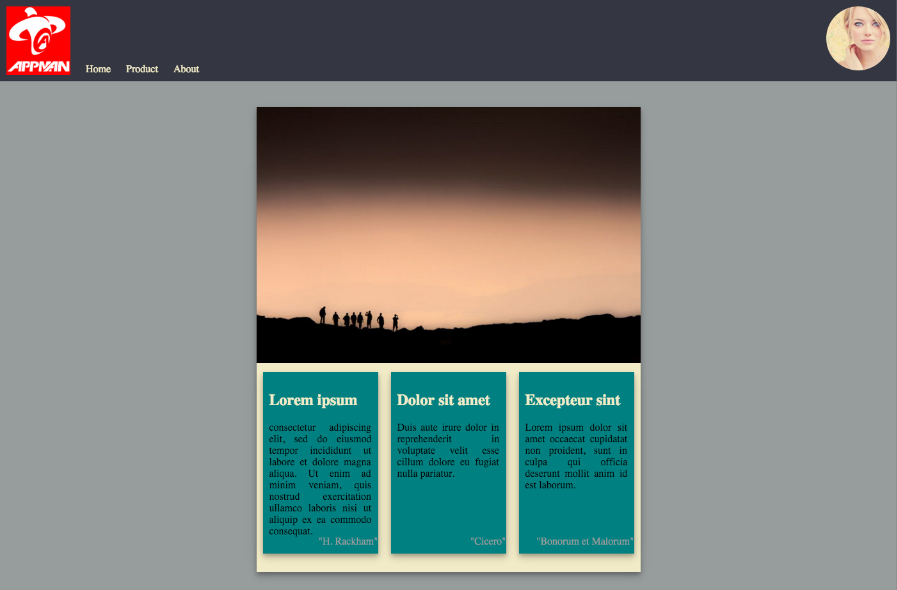 APPNAN
Home Product About
Lorem ipsum
consectetur adipiscing
elit, sed do eiusmod
tempor incididunt ut
labore et dolore magna
aliqua. Ut enim ad
minim veniam, quis
nostrud exercitation
ullamco laboris nisi ut
aliquip ex ea commodo
consequat.
"H. Rackham"
Dolor sit amet
Duis aute irure dolor in
reprehenderit in
voluptate velit esse
cillum dolore eu fugiat
nulla pariatur.
"Cicero"
Excepteur sint
Lorem ipsum dolor sit
amet occaecat cupidatat
non proident, sunt in
culpa qui officia
deserunt mollit anim id
est laborum.
"Bonorum et Malorum"